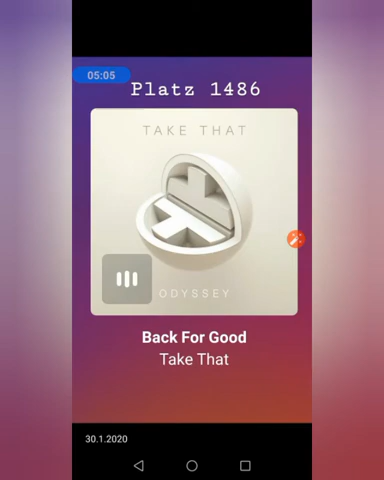 05:05
Platz 1486
TAKE THAT
ODYSSEY
Back For Good
Take That
30.1.2020